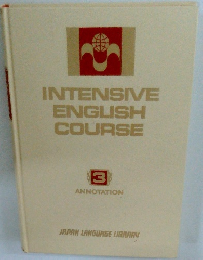 INTENSIVE
ENGLISH
COURSE
3
ANNOTATION
JAPAN LANGUAGE LIBRARY